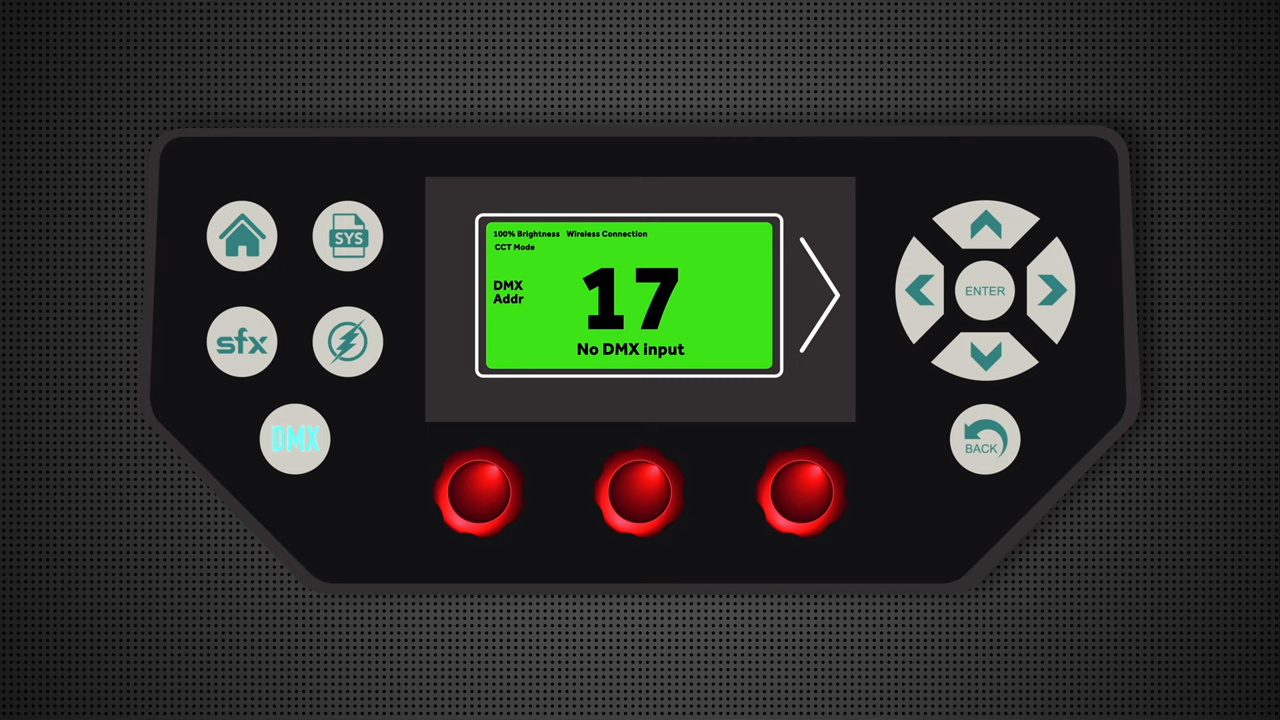 SYS
sfx
DMX
100% Brightness Wireless Connection
CCT Mode
DMX
Addr
17
No DMX input
ENTER
BACK